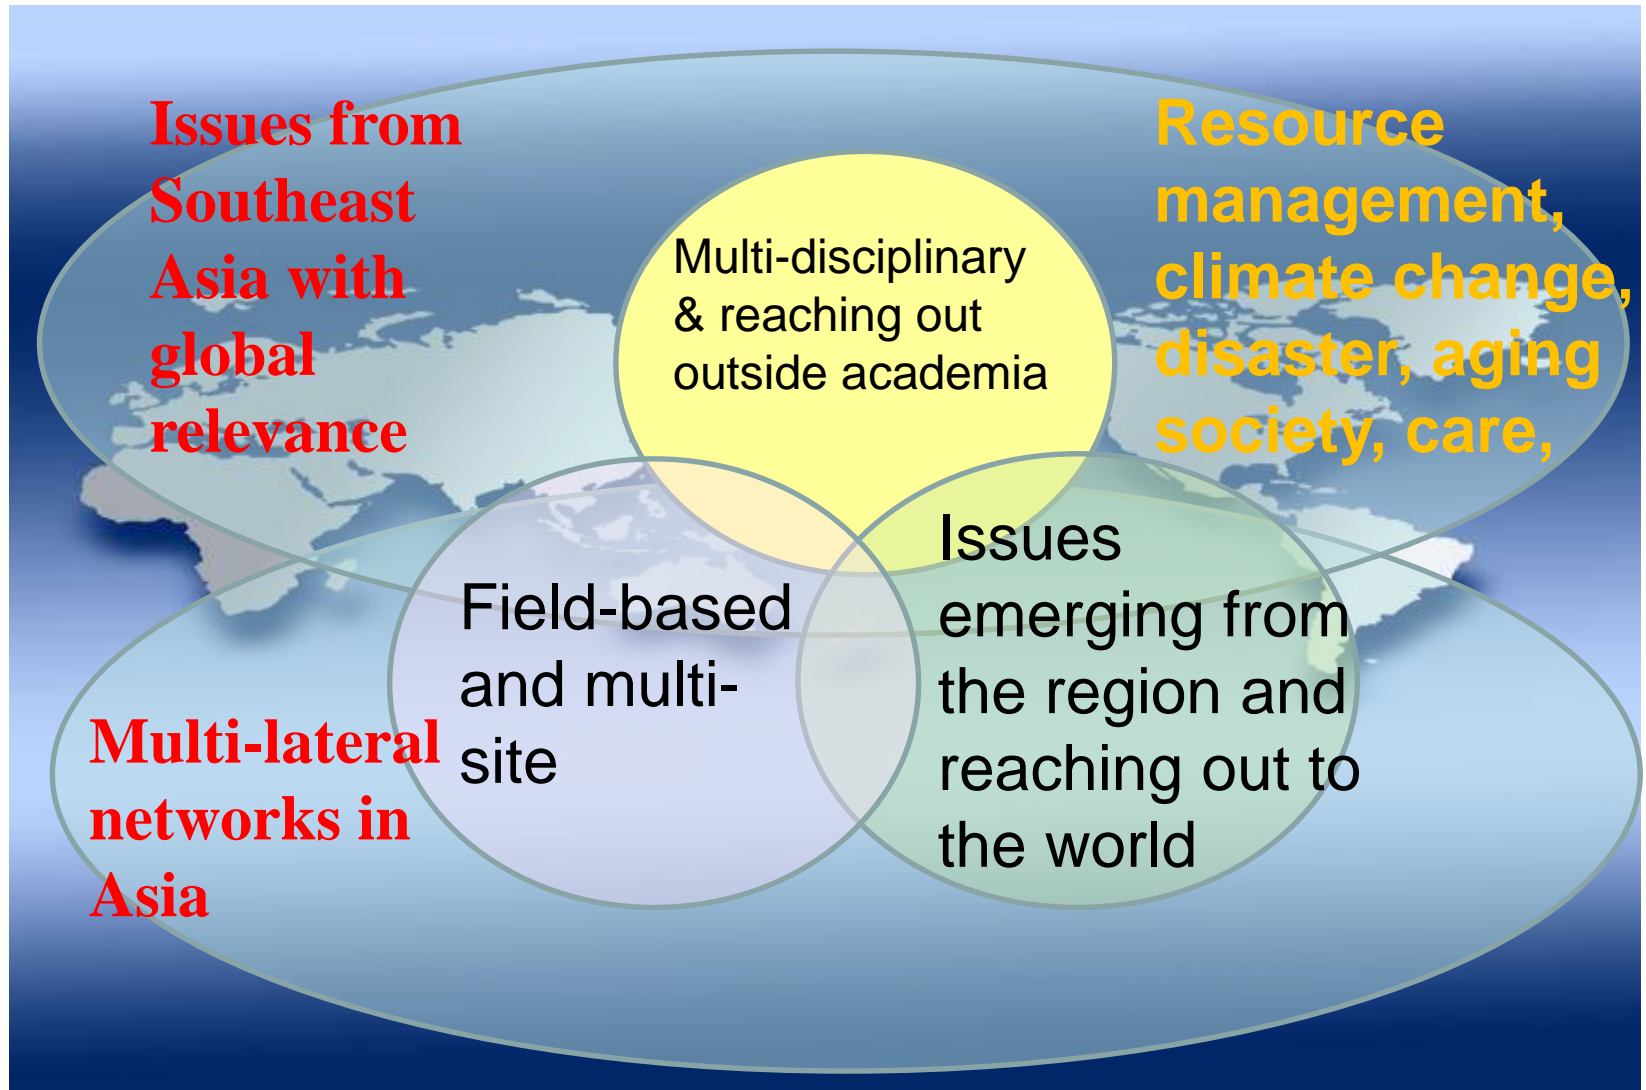 Issues from
Southeast
Asia with
global
relevance
Multi-disciplinary
& reaching out
outside academia
Resource
management,
climate change,
disaster, aging
society, care,
Field-based
and multi-
site
Issues
emerging from
the region and
reaching out to
the world
Multi-lateral
networks in
Asia